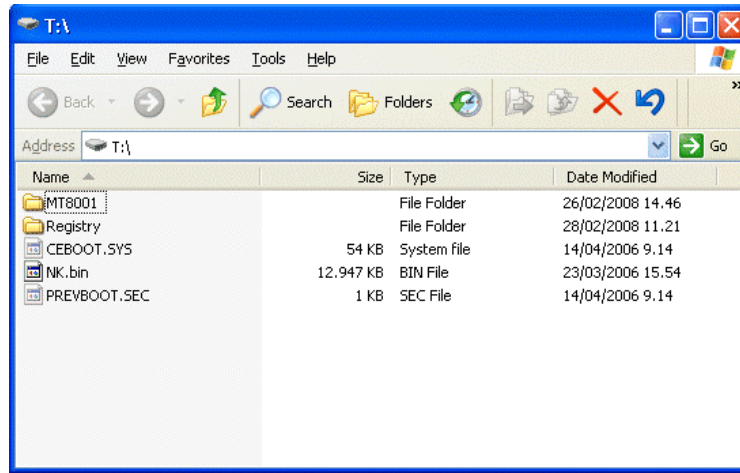 T:\
File Edit View Favorites Tools Help
Back Search Folders »
Address T:\ Go
Name Size Type Date Modified
MT8001 File Folder 26/02/2008 14.46
Registry File Folder 28/02/2008 11.21
CEBOOT.SYS 54 KB System file 14/04/2006 9.14
NK.bin 12.947 KB BIN File 23/03/2006 15.54
PREVBOOT.SEC 1 KB SEC File 14/04/2006 9.14